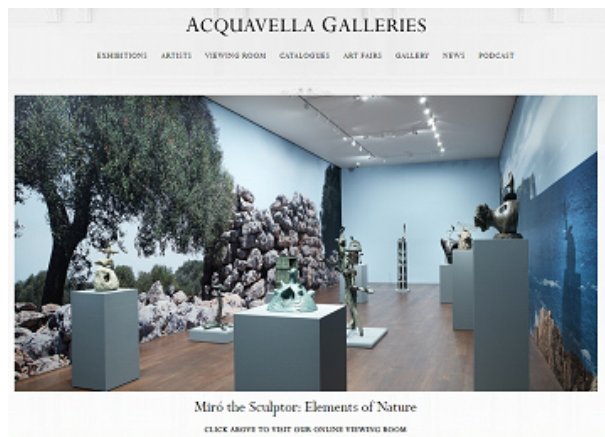 ACQUAVELLA GALLERIES
EXHIBITIONS ARTISTS VIEWING ROOM CATALOGUES ART FAIRS GALLERY NEWS PODCAST
Miró the Sculptor: Elements of Nature
CLICK ABOVE TO VISIT OUR ONLINE VIEWING ROOM